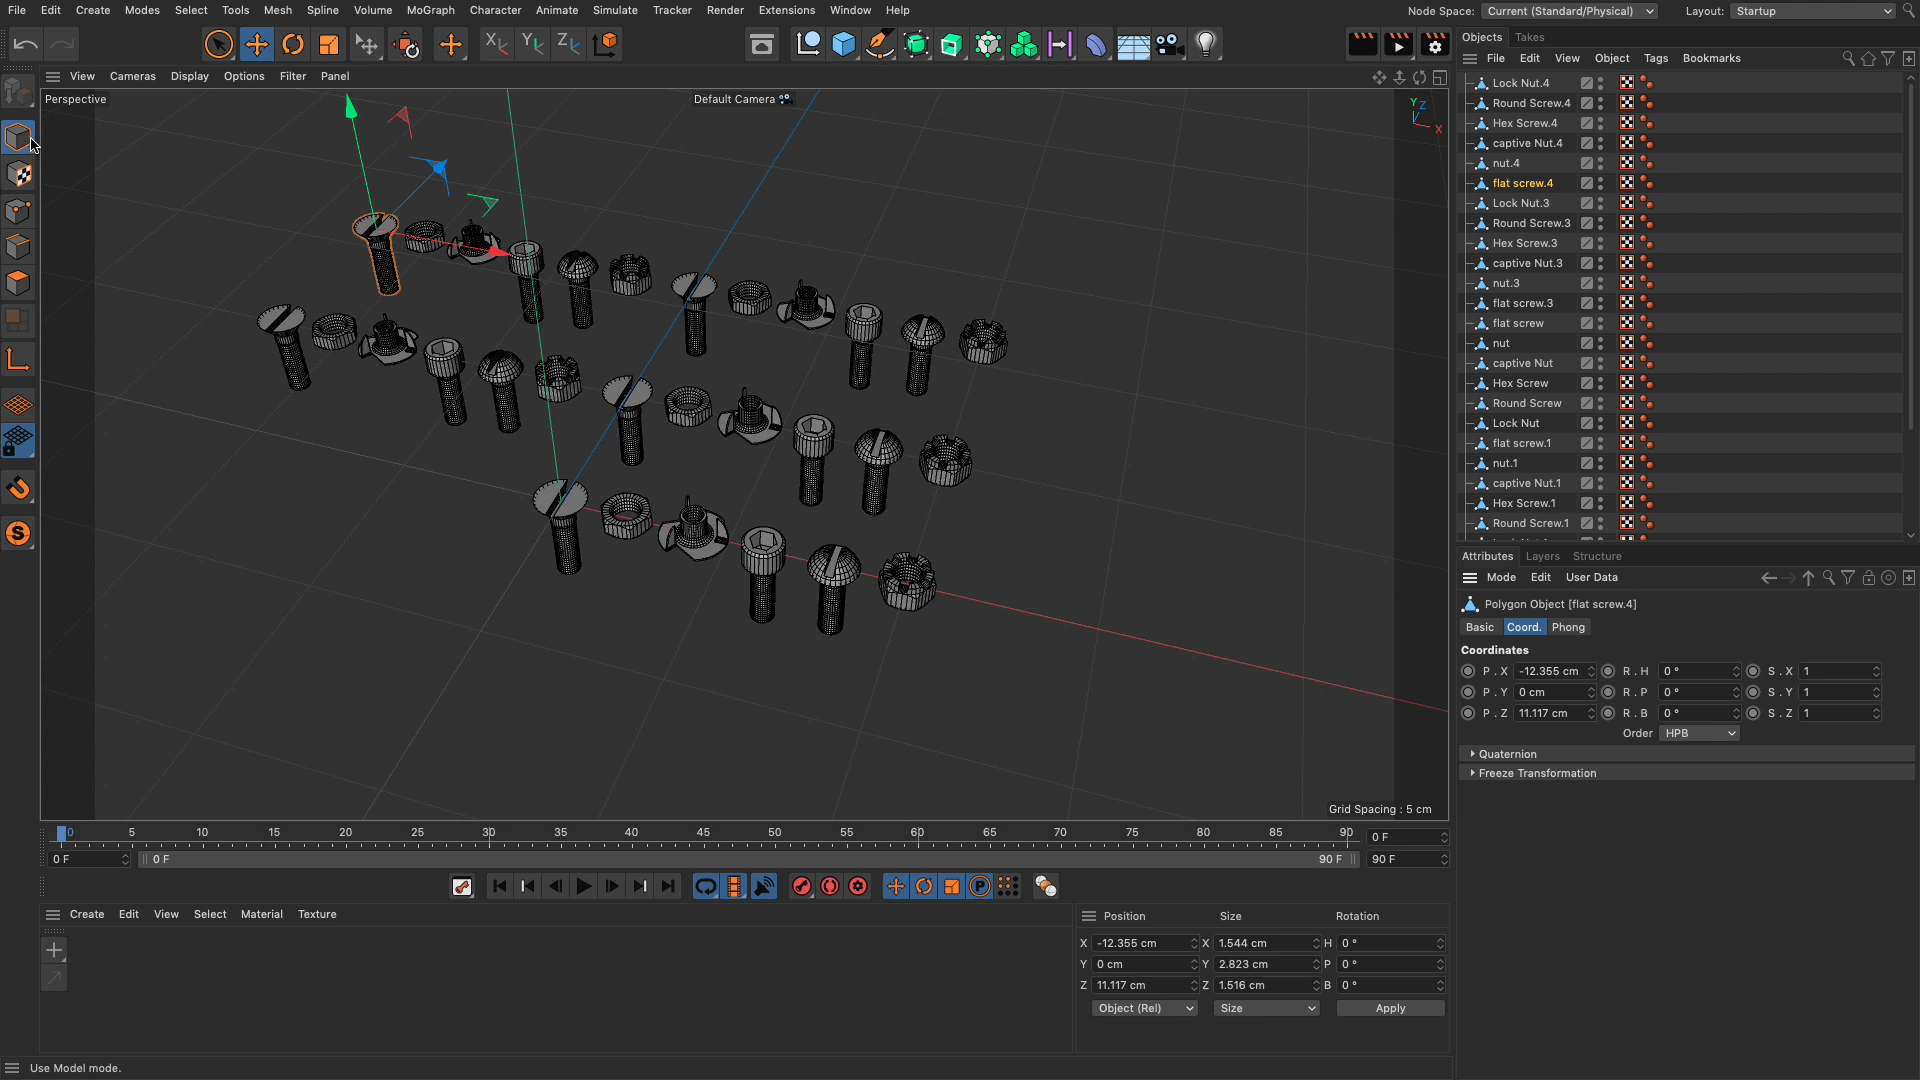 File Edit Create Modes Select Tools Mesh Spline Volume MoGraph Character Animate Simulate Tracker Render Extensions Window Help
Node Space: Current (Standard/Physical) Layout: Startup
X Y Z
Objects Takes
File Edit View Object Tags Bookmarks
View Cameras Display Options Filter Panel
Perspective
Default Camera
Y Z X
Lock Nut.4
Round Screw.4
Hex Screw.4
captive Nut.4
nut.4
flat screw.4
Lock Nut.3
Round Screw.3
Hex Screw.3
captive Nut.3
nut.3
flat screw.3
flat screw
nut
captive Nut
Hex Screw
Round Screw
Lock Nut
flat screw.1
nut.1
captive Nut.1
Hex Screw.1
Round Screw.1
S
Grid Spacing : 5 cm
Attributes Layers Structure
Mode Edit User Data
Polygon Object [flat screw.4]
Basic Coord. Phong
Coordinates
P . X -12.355 cm R . H 0 ° S . X 1
P . Y 0 cm R . P 0 ° S . Y 1
P . Z 11.117 cm R . B 0 ° S . Z 1
Order HPB
Quaternion
Freeze Transformation
0 5 10 15 20 25 30 35 40 45 50 55 60 65 70 75 80 85 90
0 F
0 F 0 F 90 F 90 F
P
Create Edit View Select Material Texture
Position Size Rotation
X -12.355 cm X 1.544 cm H 0 °
Y 0 cm Y 2.823 cm P 0 °
Z 11.117 cm Z 1.516 cm B 0 °
Object (Rel) Size Apply
Use Model mode.